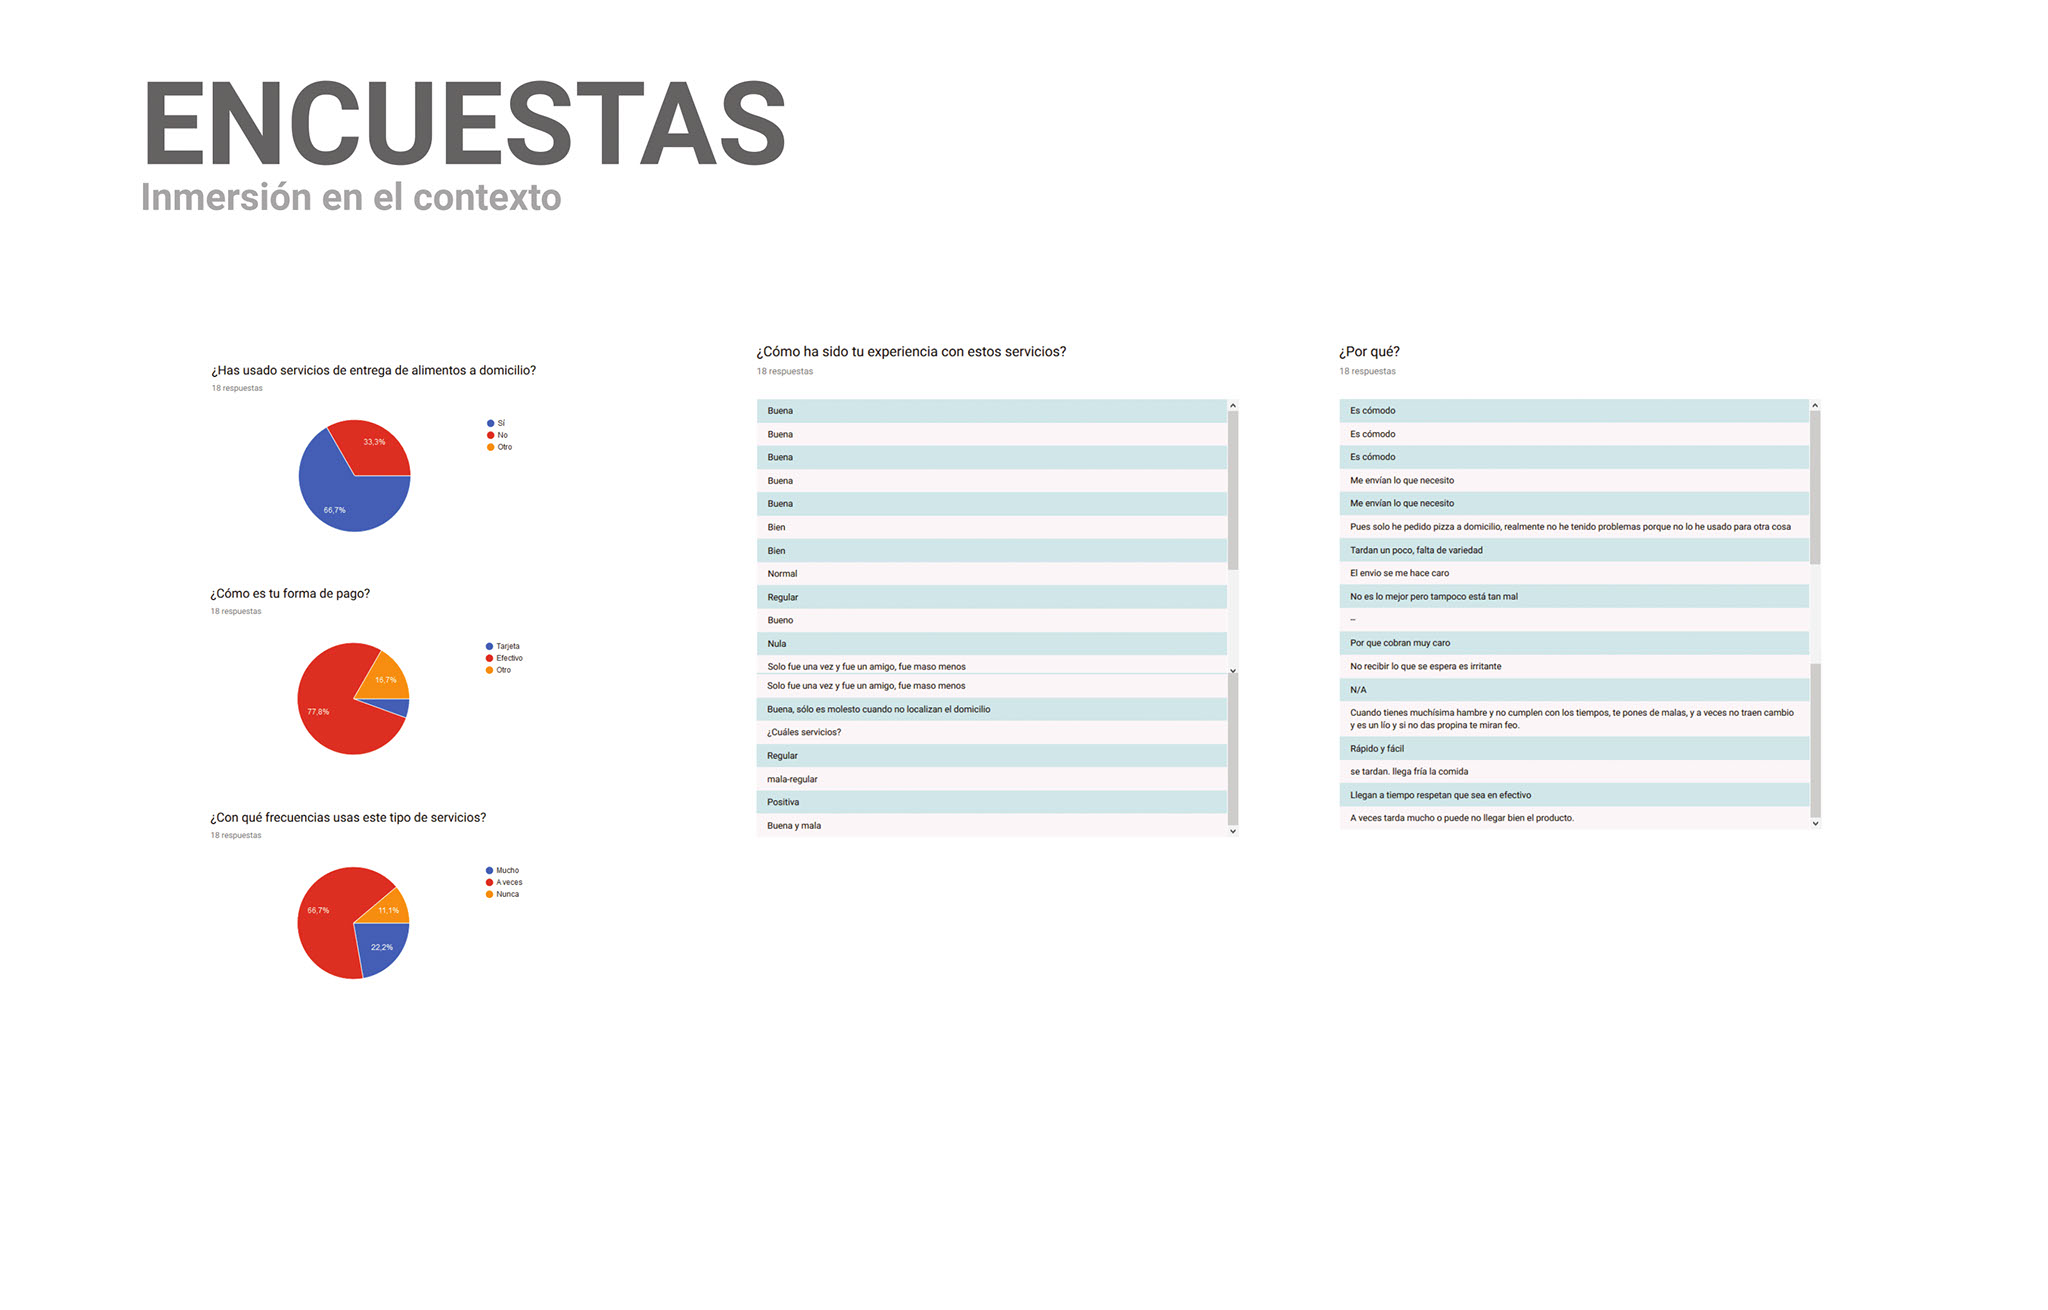 ENCUESTAS
Inmersión en el contexto
¿Has usado servicios de entrega de alimentos a domicilio?
18 respuestas
Sí
No
Otro
33,3%
66,7%
¿Cómo es tu forma de pago?
18 respuestas
Tarjeta
Efectivo
Otro
16,7%
77,8%
¿Con qué frecuencias usas este tipo de servicios?
18 respuestas
Mucho
A veces
Nunca
66,7%
11,1%
22,2%
¿Cómo ha sido tu experiencia con estos servicios?
18 respuestas
Buena
Buena
Buena
Buena
Buena
Bien
Bien
Normal
Regular
Bueno
Nula
Solo fue una vez y fue un amigo, fue maso menos
Solo fue una vez y fue un amigo, fue maso menos
Buena, sólo es molesto cuando no localizan el domicilio
¿Cuáles servicios?
Regular
mala-regular
Positiva
Buena y mala
¿Por qué?
18 respuestas
Es cómodo
Es cómodo
Es cómodo
Me envían lo que necesito
Me envían lo que necesito
Pues solo he pedido pizza a domicilio, realmente no he tenido problemas porque no lo he usado para otra cosa
Tardan un poco, falta de variedad
El envio se me hace caro
No es lo mejor pero tampoco está tan mal
--
Por que cobran muy caro
No recibir lo que se espera es irritante
N/A
Cuando tienes muchísima hambre y no cumplen con los tiempos, te pones de malas, y a veces no traen cambio
y es un lío y si no das propina te miran feo.
Rápido y fácil
se tardan. llega fría la comida
Llegan a tiempo respetan que sea en efectivo
A veces tarda mucho o puede no llegar bien el producto.